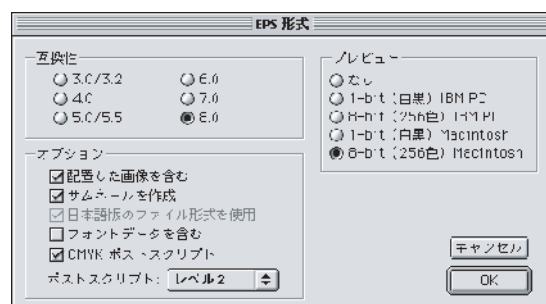 EPS 形式
互換性
3.0/3.2
6.0
4.0
7.0
5.0/5.5
8.0
プレビュー
なし
1-bit (白黒) IBM PC
8-bit (256色) IBM PC
1-bit (白黒) Macintosh
8-bit (256色) Macintosh
オプション
配置した画像を含む
サムネールを作成
日本語版のファイル形式を使用
フォントデータを含む
CMYK ポストスクリプト
ポストスクリプト: レベル 2
キャンセル
OK